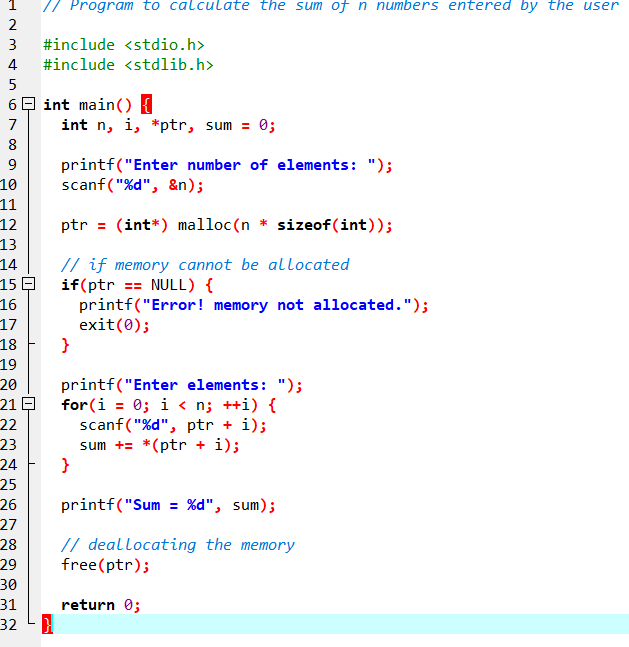 1 // Program to calculate the sum of n numbers entered by the user
2
3 #include <stdio.h>
4 #include <stdlib.h>
5
6 int main() {
7   int n, i, *ptr, sum = 0;
8
9   printf("Enter number of elements: ");
10   scanf("%d", &n);
11
12   ptr = (int*) malloc(n * sizeof(int));
13
14   // if memory cannot be allocated
15   if(ptr == NULL) {
16     printf("Error! memory not allocated.");
17     exit(0);
18   }
19
20   printf("Enter elements: ");
21   for(i = 0; i < n; ++i) {
22     scanf("%d", ptr + i);
23     sum += *(ptr + i);
24   }
25
26   printf("Sum = %d", sum);
27
28   // deallocating the memory
29   free(ptr);
30
31   return 0;
32 }